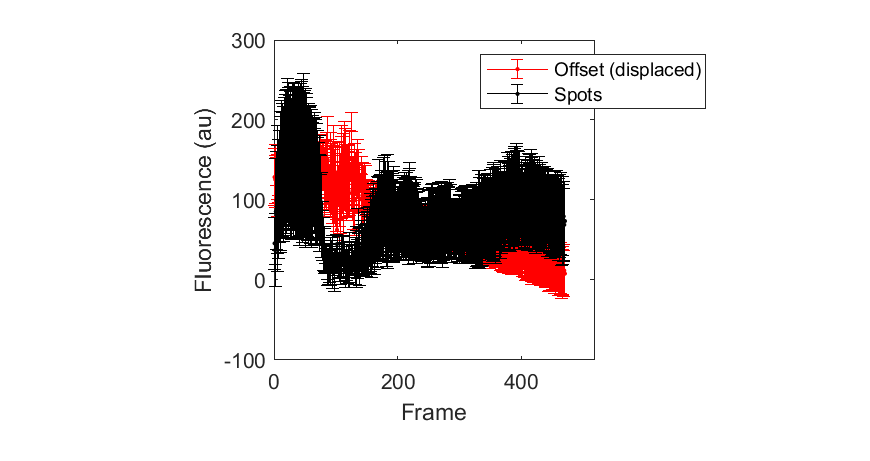 300
200
100
0
-100
0 200 400
Fluorescence (au)
Frame
Offset (displaced)
Spots